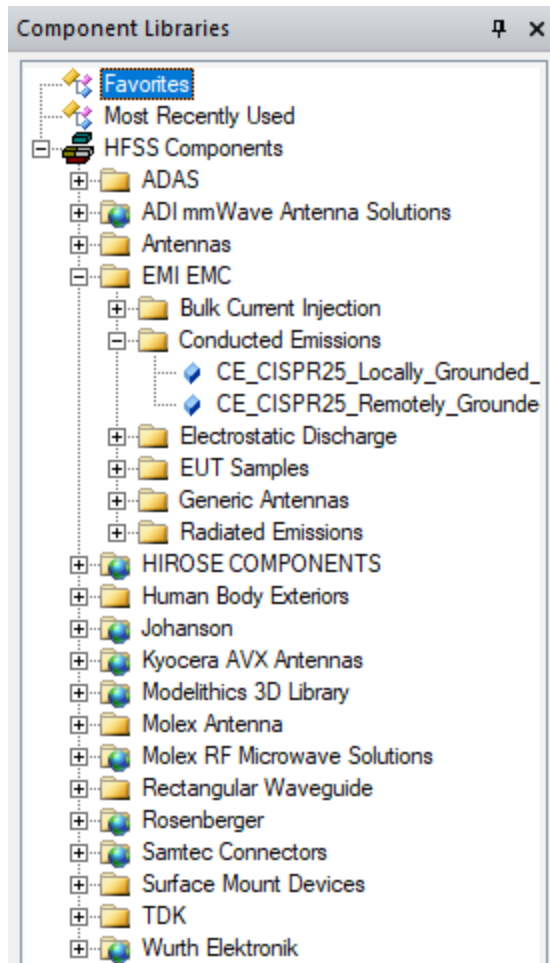 Component Libraries
Favorites
Most Recently Used
HFSS Components
ADAS
ADI mmWave Antenna Solutions
Antennas
EMI EMC
Bulk Current Injection
Conducted Emissions
CE_CISPR25_Locally_Grounded_
CE_CISPR25_Remotely_Grounde
Electrostatic Discharge
EUT Samples
Generic Antennas
Radiated Emissions
HIROSE COMPONENTS
Human Body Exteriors
Johanson
Kyocera AVX Antennas
Modelithics 3D Library
Molex Antenna
Molex RF Microwave Solutions
Rectangular Waveguide
Rosenberger
Samtec Connectors
Surface Mount Devices
TDK
Wurth Elektronik